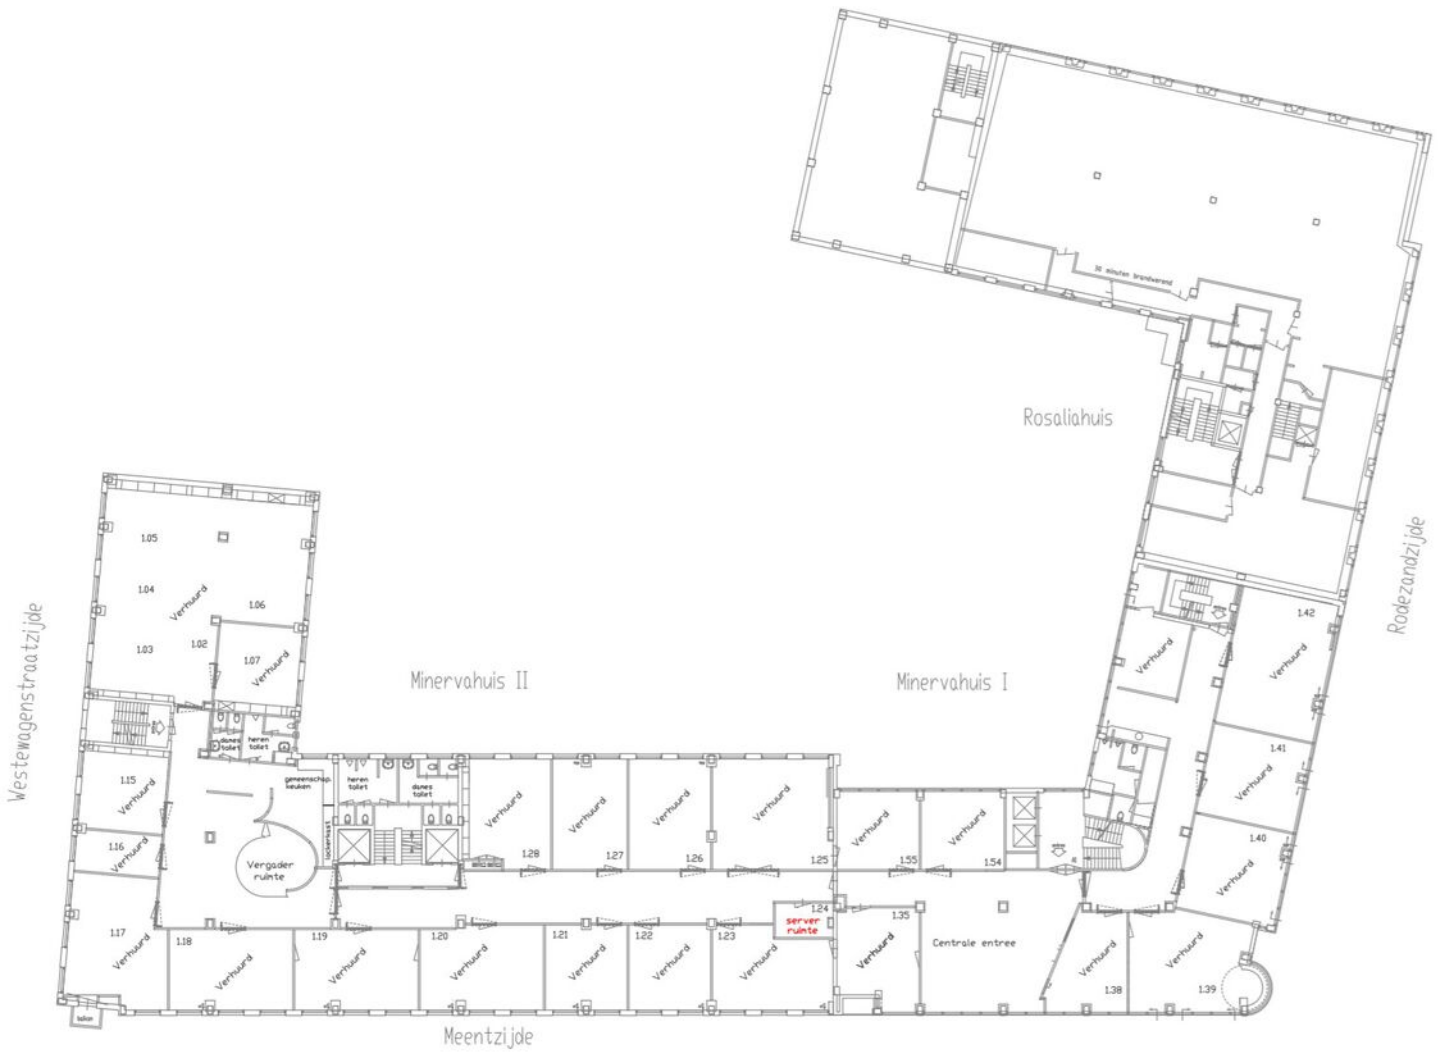 30 minuten brandwerend
Rosaliahuis
Rodezandzijde
Westewagenstraatzijde
Minervahuis II
Minervahuis I
1.05
1.04
Verhuurd
1.06
1.03
1.02
1.07
Verhuurd
dames
toilet
heren
toilet
1.15
Verhuurd
1.16
Verhuurd
1.17
Verhuurd
balkon
gemeenschap.
keuken
lockerkast
Vergader
ruimte
heren
toilet
dames
toilet
Verhuurd
1.28
Verhuurd
1.27
Verhuurd
1.26
Verhuurd
1.25
Verhuurd
1.55
Verhuurd
1.54
entree
1.18
Verhuurd
1.19
Verhuurd
1.20
Verhuurd
1.21
Verhuurd
1.22
Verhuurd
1.23
Verhuurd
1.24
server
ruimte
1.35
Verhuurd
Centrale entree
Verhuurd
1.38
Verhuurd
1.39
Verhuurd
1.40
Verhuurd
1.41
Verhuurd
1.42
Verhuurd
Meentzijde